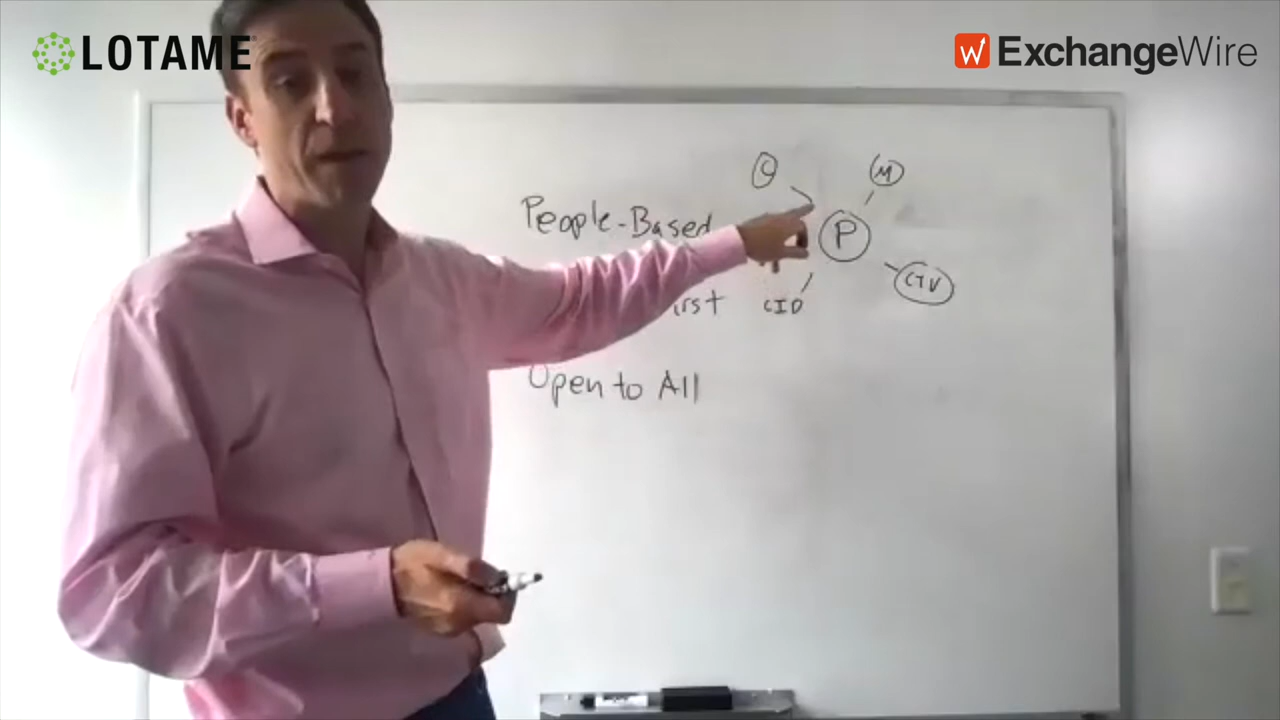 LOTAME
ExchangeWire
People-Based
irst
Open to All
M
P
CTV
CID